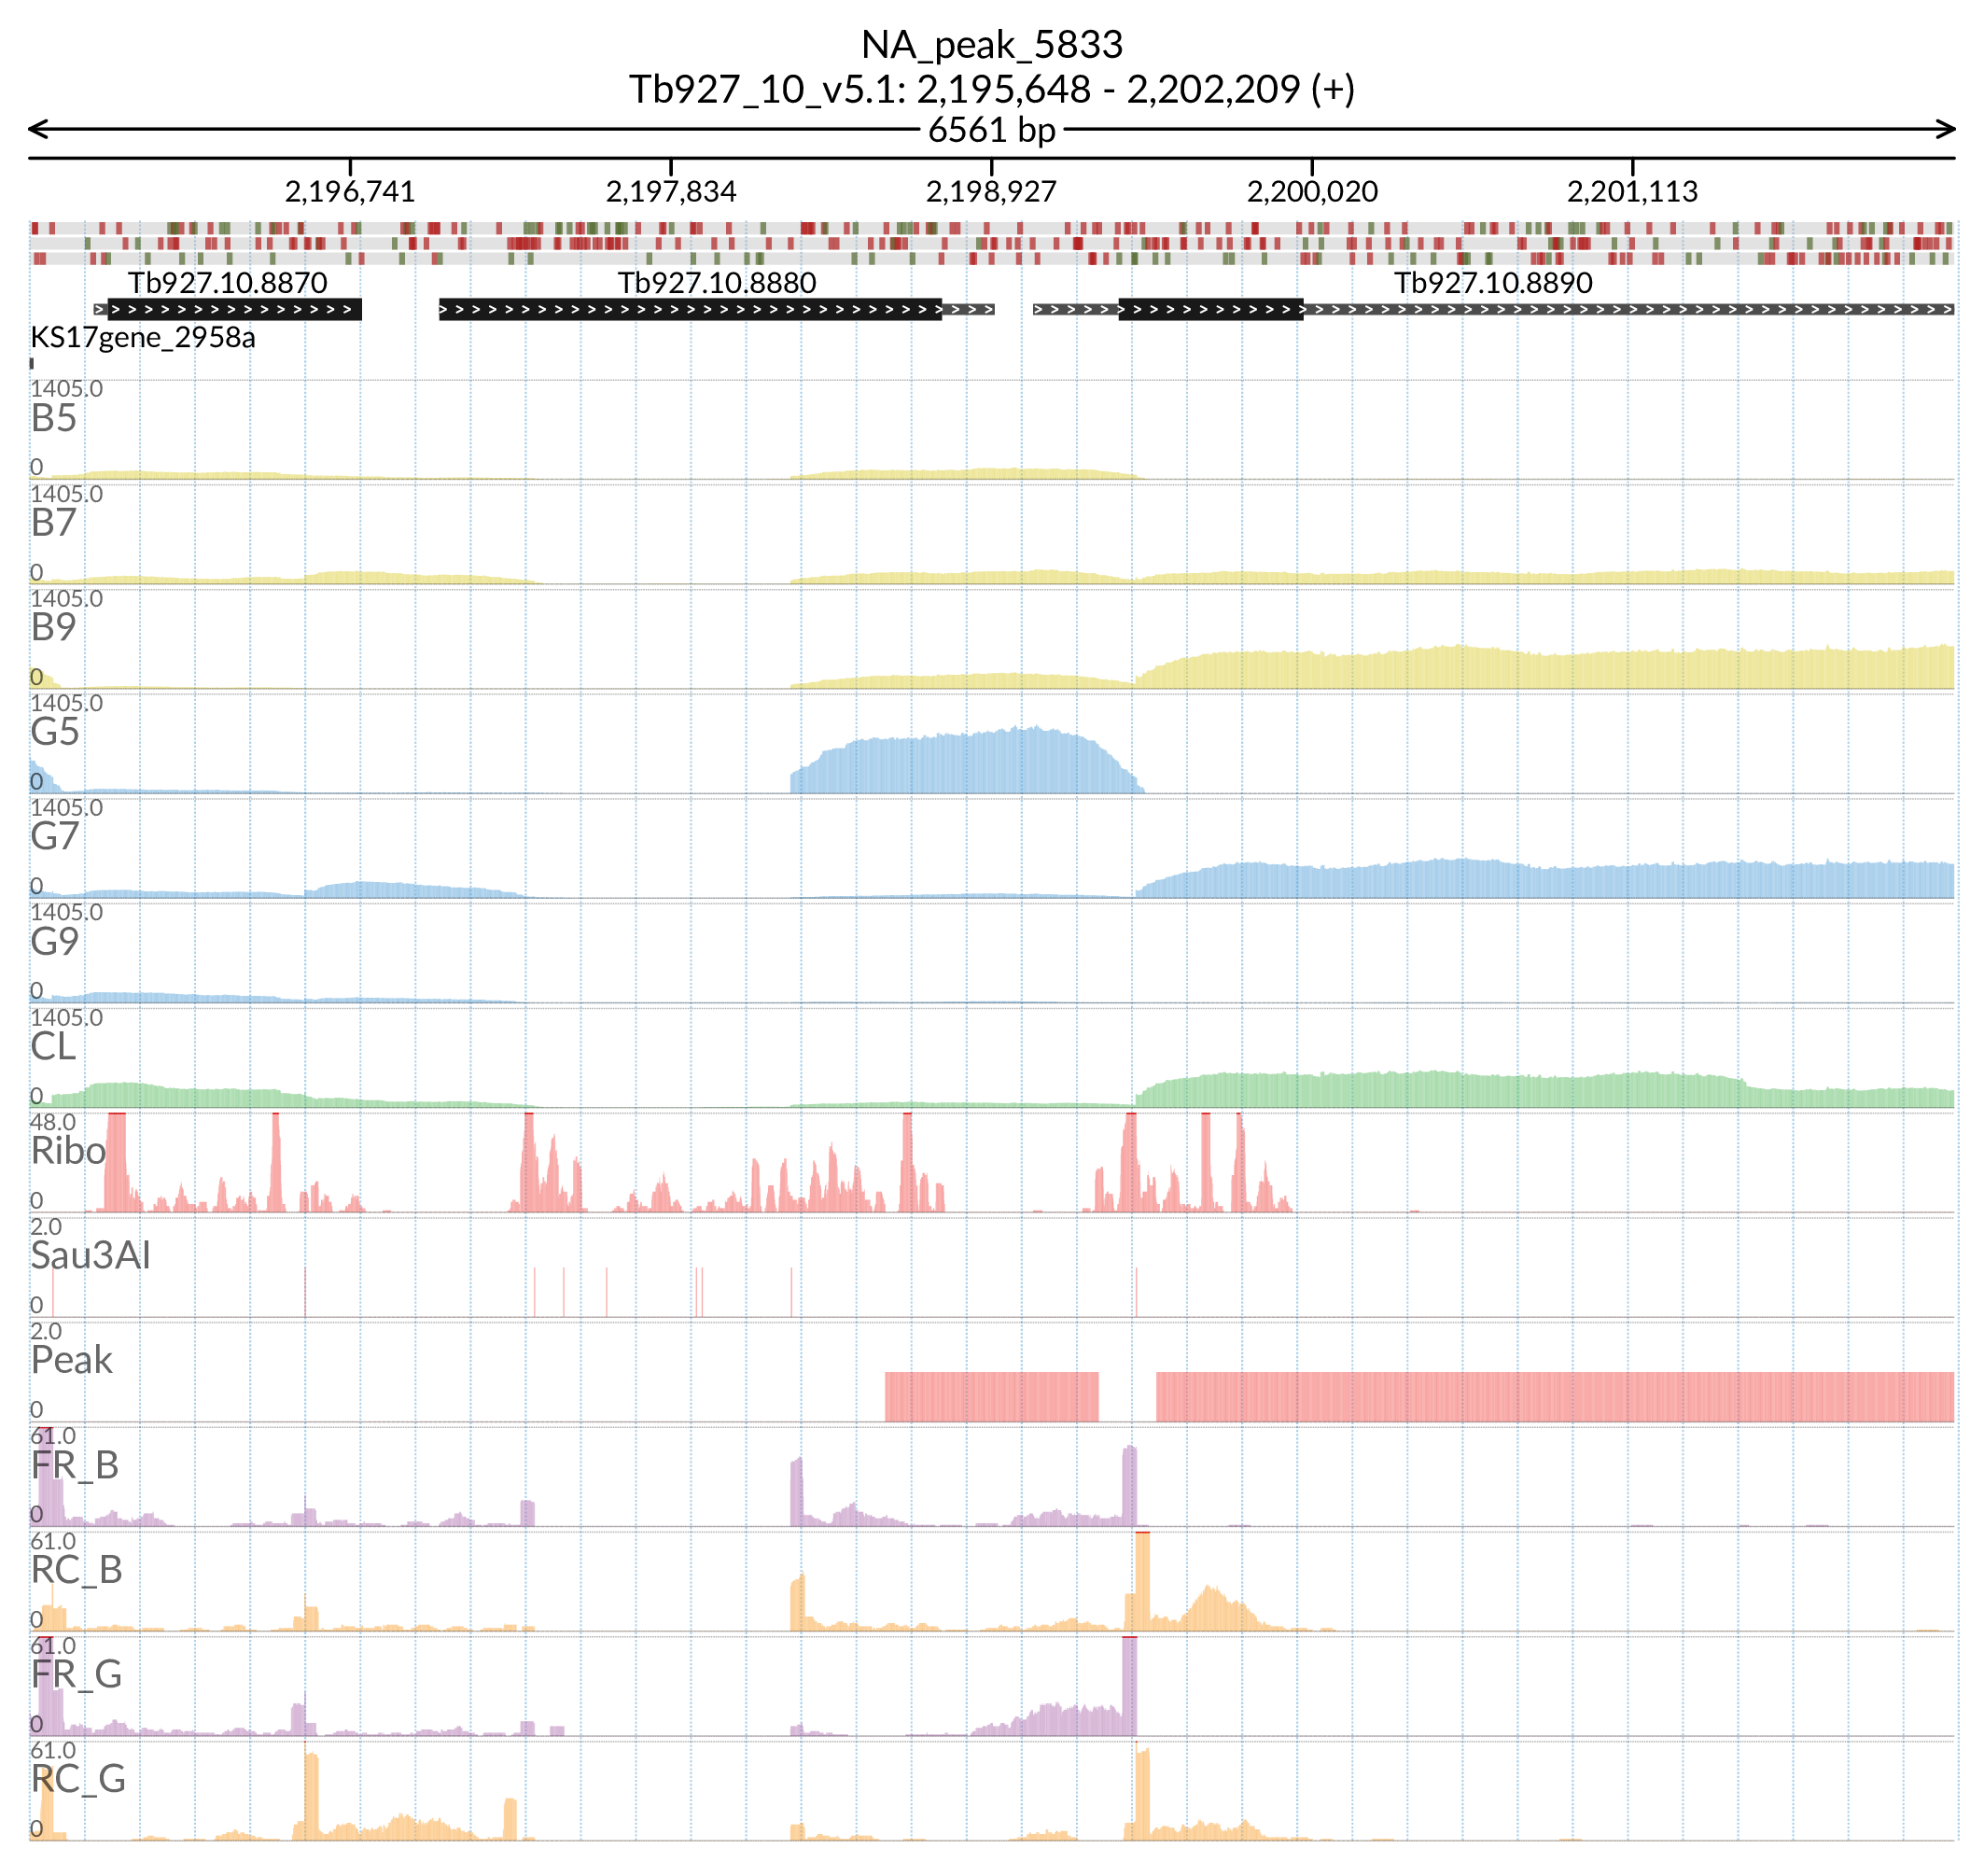 NA_peak_5833
Tb927_10_v5.1: 2,195,648 - 2,202,209 (+)
6561 bp
2,196,741 2,197,834 2,198,927 2,200,020 2,201,113
Tb927.10.8870 Tb927.10.8880 Tb927.10.8890
KS17gene_2958a
1405.0
B5
0
1405.0
B7
0
1405.0
B9
0
1405.0
G5
0
1405.0
G7
0
1405.0
G9
0
1405.0
CL
0
48.0
Ribo
0
2.0
Sau3AI
0
2.0
Peak
0
61.0
FR_B
0
61.0
RC_B
0
61.0
FR_G
0
61.0
RC_G
0